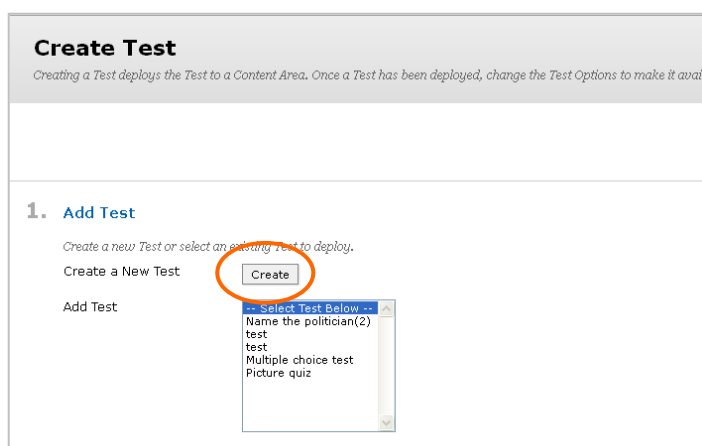 Create Test
Creating a Test deploys the Test to a Content Area. Once a Test has been deployed, change the Test Options to make it
1. Add Test
Create a new Test or select an existing Test to deploy.
Create a New Test
Create
Add Test
-- Select Test Below --
Name the politician(2)
test
test
Multiple choice test
Picture quiz